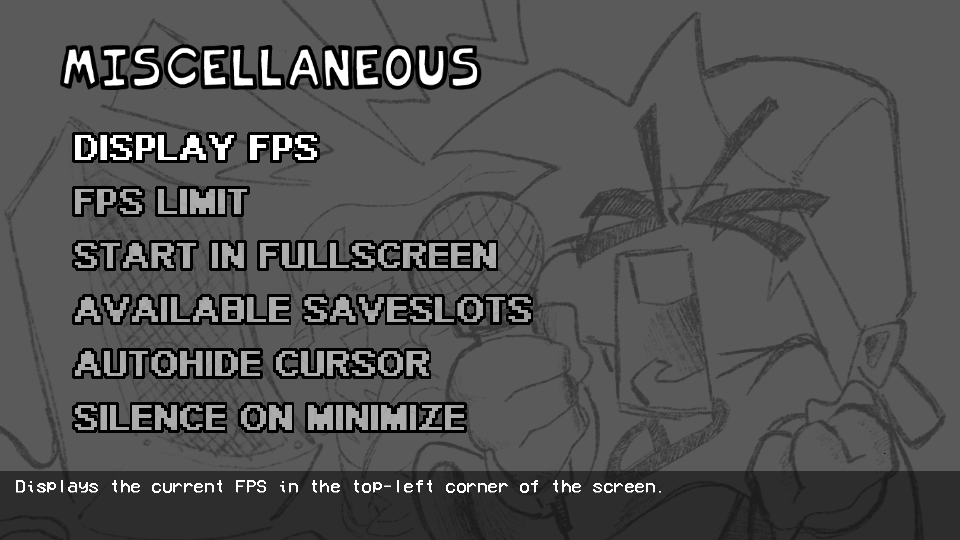 MISCELLANEOUS
DISPLAY FPS
FPS LIMIT
START IN FULLSCREEN
AVAILABLE SAVESLOTS
AUTOHIDE CURSOR
SILENCE ON MINIMIZE
Displays the current FPS in the top-left corner of the screen.